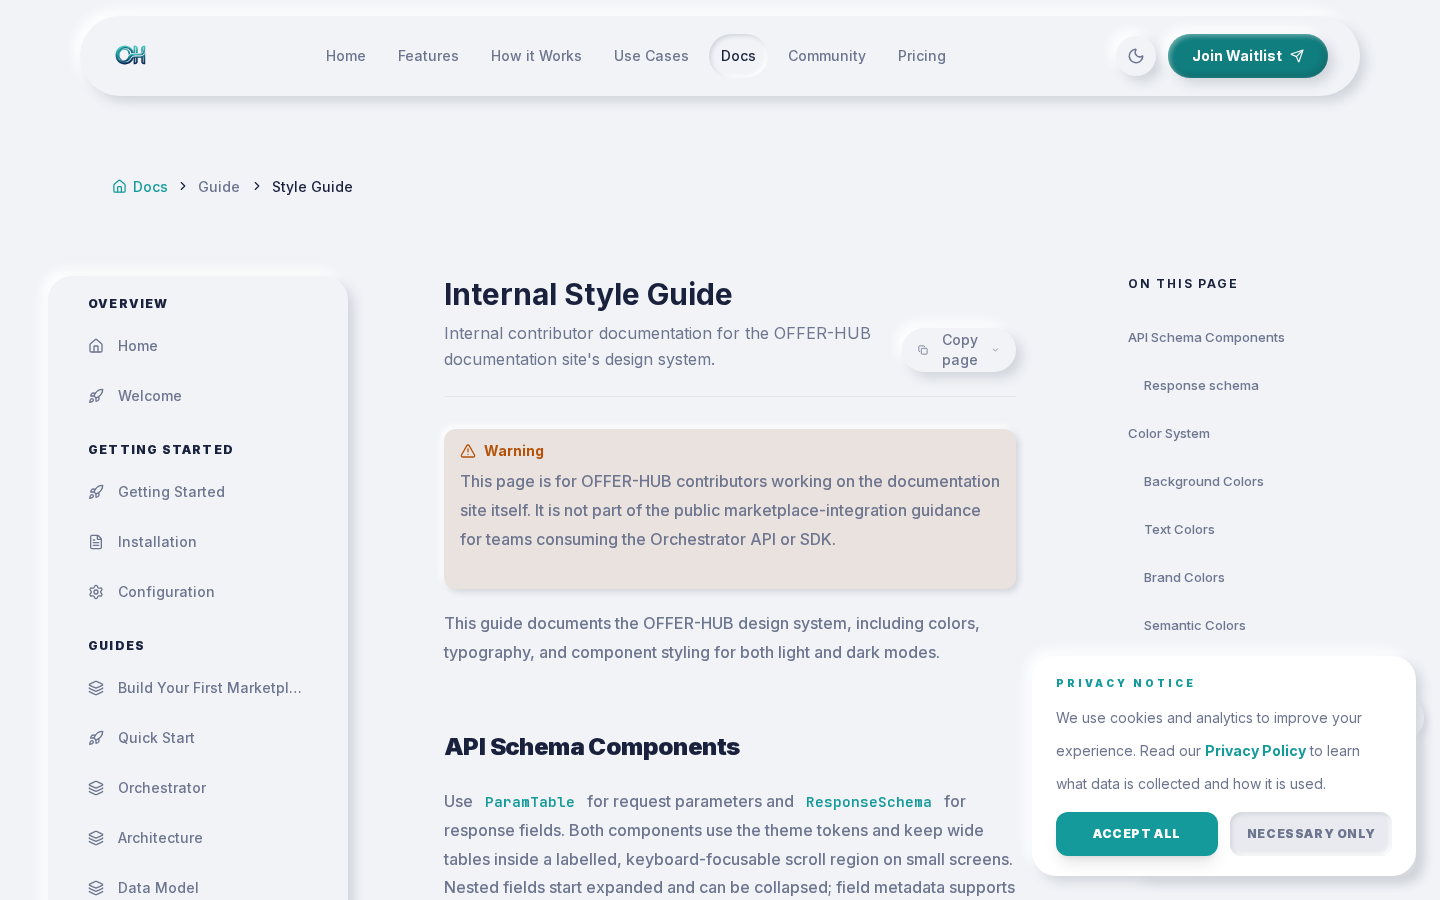 OH
Home
Features
How it Works
Use Cases
Docs
Community
Pricing
Join Waitlist
Docs
Guide
Style Guide
OVERVIEW
Home
Welcome
GETTING STARTED
Getting Started
Installation
Configuration
GUIDES
Build Your First Marketpl...
Quick Start
Orchestrator
Architecture
Data Model
Internal Style Guide
Internal contributor documentation for the OFFER-HUB
documentation site's design system.
Copy
page
Warning
This page is for OFFER-HUB contributors working on the documentation
site itself. It is not part of the public marketplace-integration guidance
for teams consuming the Orchestrator API or SDK.
This guide documents the OFFER-HUB design system, including colors,
typography, and component styling for both light and dark modes.
API Schema Components
Use ParamTable for request parameters and ResponseSchema for
response fields. Both components use the theme tokens and keep wide
tables inside a labelled, keyboard-focusable scroll region on small screens.
Nested fields start expanded and can be collapsed; field metadata supports
ON THIS PAGE
API Schema Components
Response schema
Color System
Background Colors
Text Colors
Brand Colors
Semantic Colors
PRIVACY NOTICE
We use cookies and analytics to improve your
experience. Read our Privacy Policy to learn
what data is collected and how it is used.
ACCEPT ALL
NECESSARY ONLY